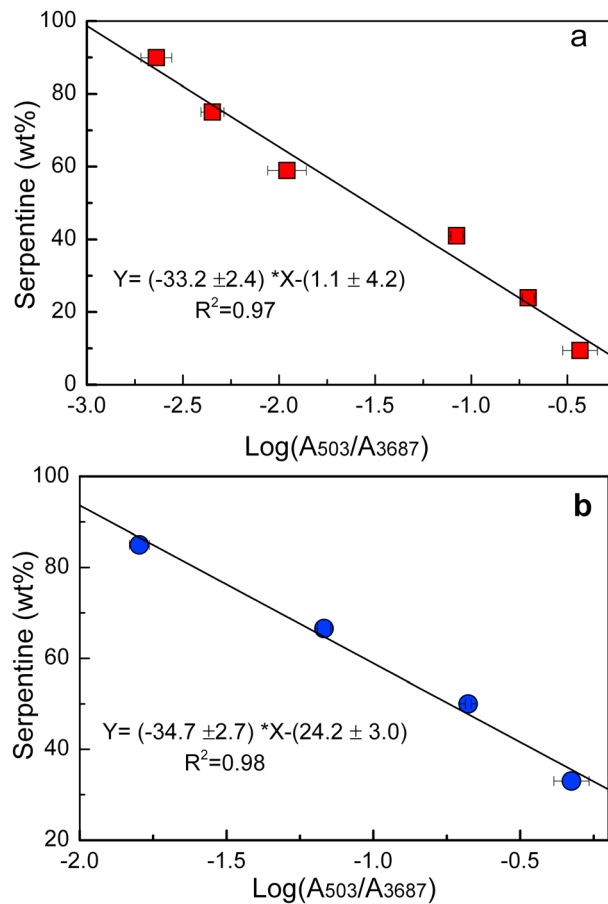 a
100
80
60
40
20
0
Serpentine (wt%)
Y= (-33.2 ±2.4) *X-(1.1 ± 4.2)
R²=0.97
-3.0 -2.5 -2.0 -1.5 -1.0 -0.5
Log(A503/A3687)
b
100
80
60
40
20
Serpentine (wt%)
Y= (-34.7 ±2.7) *X-(24.2 ± 3.0)
R²=0.98
-2.0 -1.5 -1.0 -0.5
Log(A503/A3687)